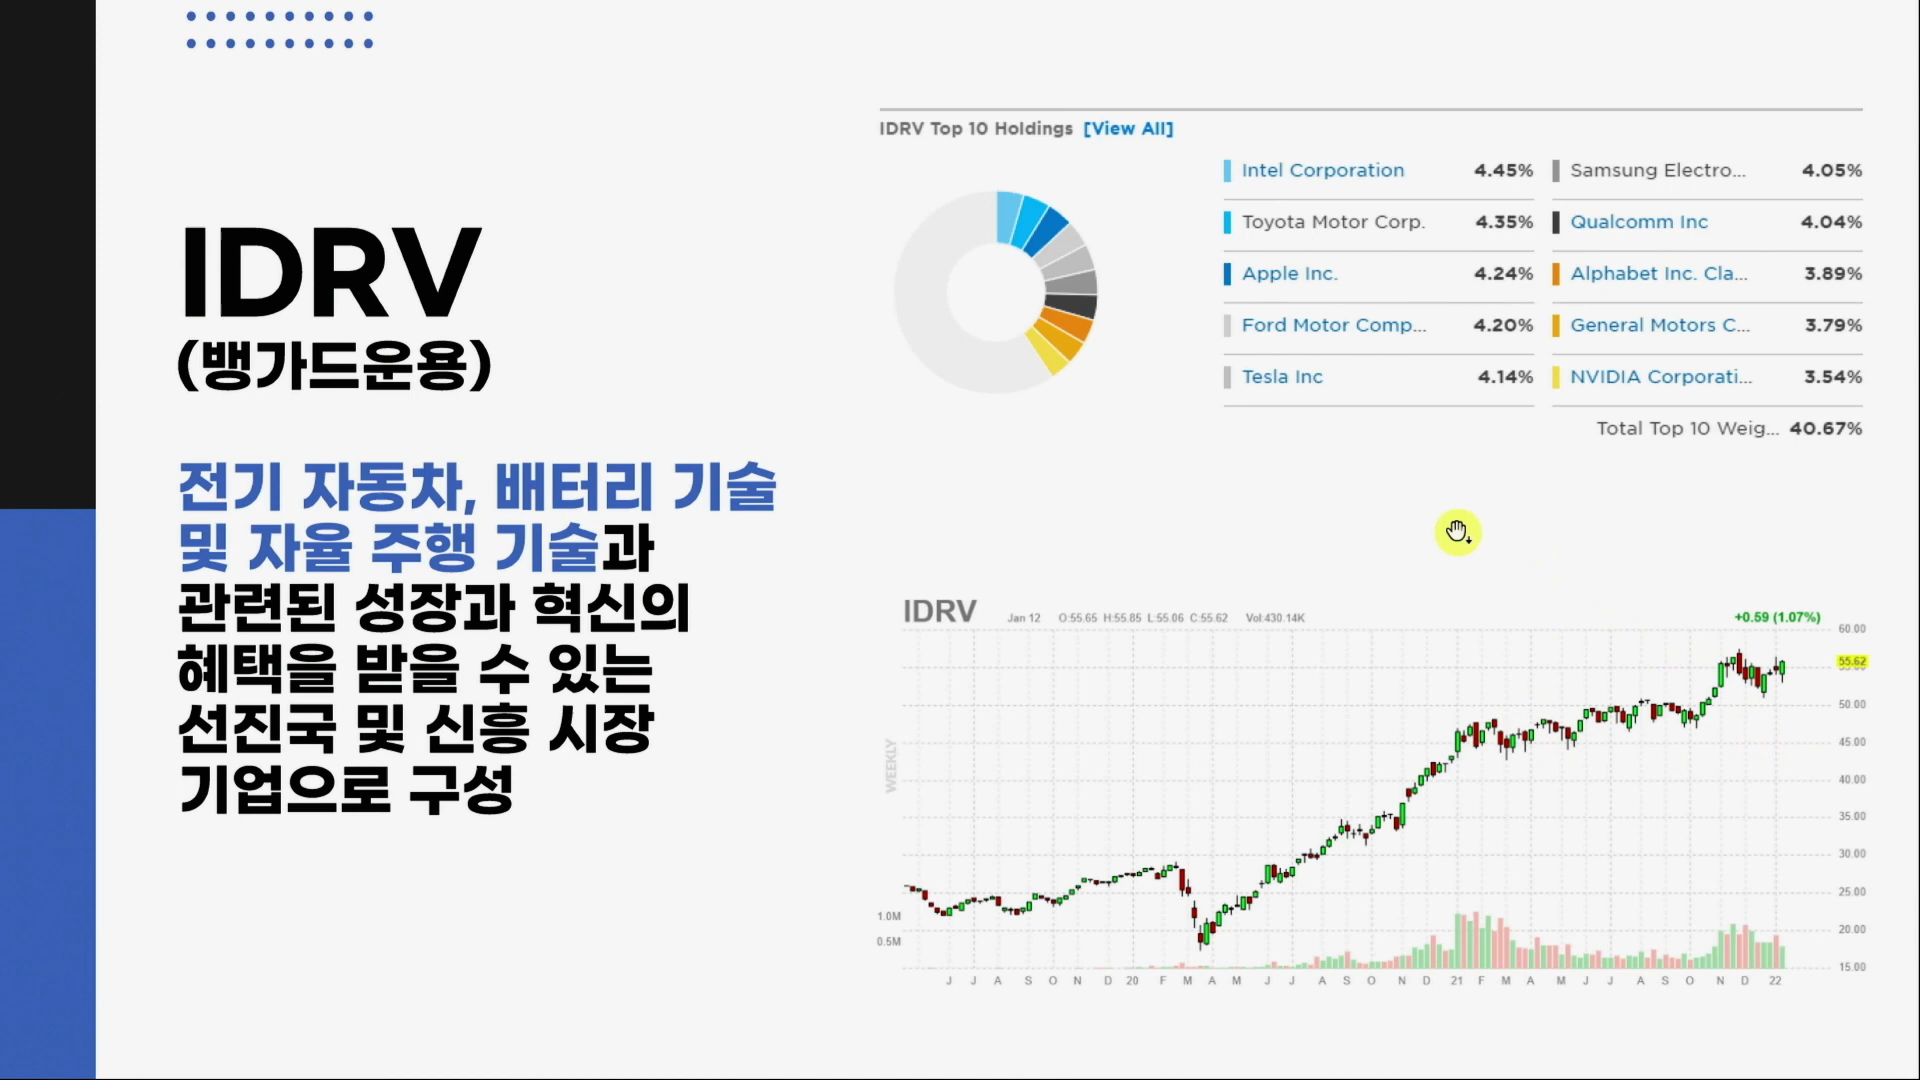 IDRV
(뱅가드운용)
전기 자동차, 배터리 기술
및 자율 주행 기술과
관련된 성장과 혁신의
혜택을 받을 수 있는
선진국 및 신흥 시장
기업으로 구성
IDRV Top 10 Holdings [View All]
Intel Corporation 4.45%
Toyota Motor Corp. 4.35%
Apple Inc. 4.24%
Ford Motor Comp... 4.20%
Tesla Inc 4.14%
Samsung Electro... 4.05%
Qualcomm Inc 4.04%
Alphabet Inc. Cla... 3.89%
General Motors C... 3.79%
NVIDIA Corporati... 3.54%
Total Top 10 Weig... 40.67%
IDRV Jan 12 O:55.65 H:55.85 L:55.06 C:55.62 Vol:430.14K +0.59 (1.07%)
60.00
55.62
50.00
45.00
40.00
35.00
30.00
25.00
20.00
15.00
WEEKLY
1.0M
0.5M
J J A S O N D 20 F M A M J J A S O N D 21 F M A M J J A S O N D 22